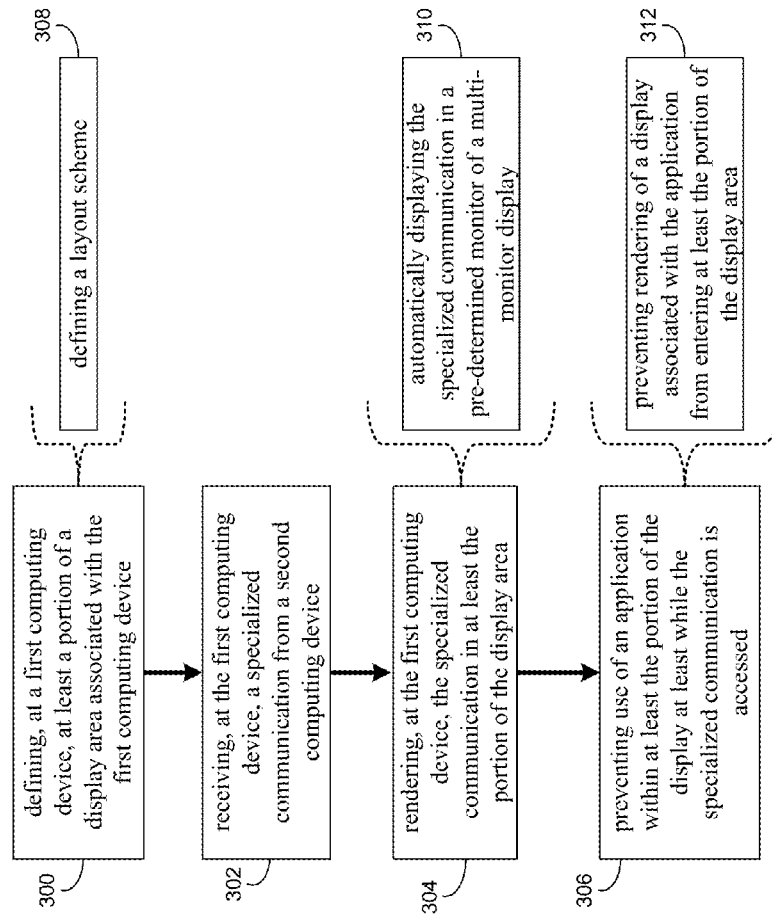 300
defining, at a first computing
device, at least a portion of a
display area associated with the
first computing device
308
defining a layout scheme
302
receiving, at the first computing
device, a specialized
communication from a second
computing device
304
rendering, at the first computing
device, the specialized
communication in at least the
portion of the display area
310
automatically displaying the
specialized communication in a
pre-determined monitor of a multi-
monitor display
306
preventing use of an application
within at least the portion of the
display at least while the
specialized communication is
accessed
312
preventing rendering of a display
associated with the application
from entering at least the portion of
the display area